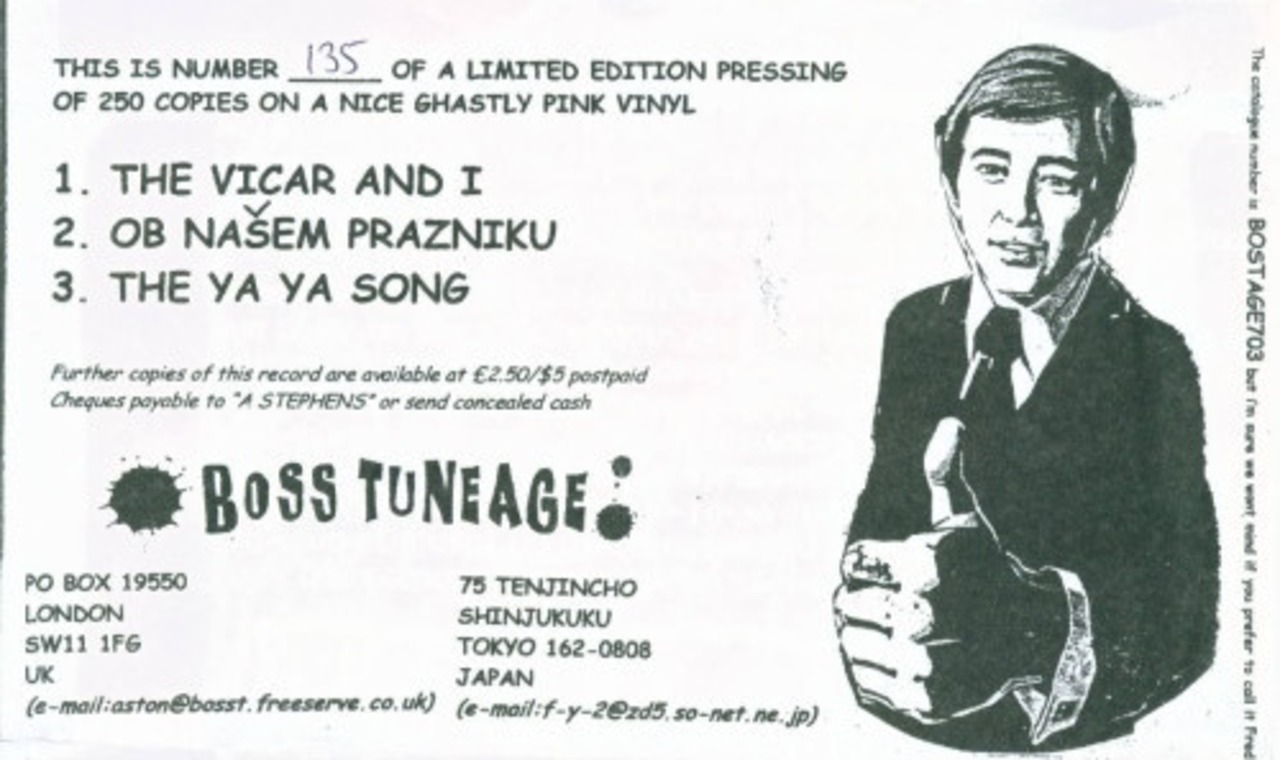 THIS IS NUMBER 135 OF A LIMITED EDITION PRESSING
OF 250 COPIES ON A NICE GHASTLY PINK VINYL
1. THE VICAR AND I
2. OB NAŠEM PRAZNIKU
3. THE YA YA SONG
Further copies of this record are available at £2.50/$5 postpaid
Cheques payable to "A STEPHENS" or send concealed cash
BOSS TUNEAGE!
PO BOX 19550
LONDON
SW11 1FG
UK
(e-mail:aston@bosst.freeserve.co.uk)
75 TENJINCHO
SHINJUKUKU
TOKYO 162-0808
JAPAN
(e-mail:f-y-2@zd5.so-net.ne.jp)
The catalogue number is BOSTAGE703 but I'm sure we wont mind if you prefer to call it Fred